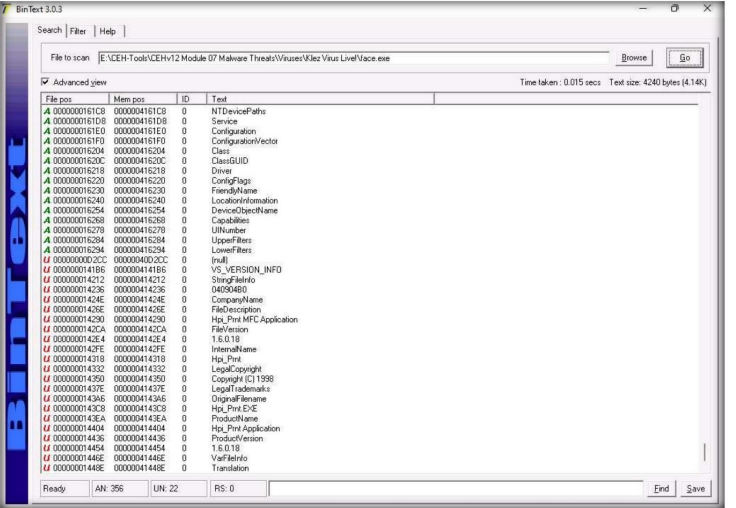 BinText 3.0.3
Search Filter Help
File to scan E:\CEH-Tools\CEHv12 Module 07 Malware Threats\Viruses\Klez Virus Live!\face.exe Browse Go
Advanced view Time taken : 0.015 secs Text size: 4240 bytes (4.14K)
File pos Mem pos ID Text
A 0000000161C8 0000004161C8 0 NTDevicePaths
A 0000000161D8 0000004161D8 0 Service
A 0000000161E0 0000004161E0 0 Configuration
A 0000000161F0 0000004161F0 0 ConfigurationVector
A 000000016204 000000416204 0 Class
A 00000001620C 00000041620C 0 ClassGUID
A 000000016218 000000416218 0 Driver
A 000000016220 000000416220 0 ConfigFlags
A 000000016230 000000416230 0 FriendlyName
A 000000016240 000000416240 0 LocationInformation
A 000000016254 000000416254 0 DeviceObjectName
A 000000016268 000000416268 0 Capabilities
A 000000016278 000000416278 0 UINumber
A 000000016284 000000416284 0 UpperFilters
A 000000016294 000000416294 0 LowerFilters
U 00000000D2CC 00000040D2CC 0 (null)
U 0000000141B6 0000004141B6 0 VS_VERSION_INFO
U 000000014212 000000414212 0 StringFileInfo
U 000000014236 000000414236 0 040904B0
U 00000001424E 00000041424E 0 CompanyName
U 00000001426E 00000041426E 0 FileDescription
U 000000014290 000000414290 0 Hpi_Prnt MFC Application
U 0000000142CA 0000004142CA 0 FileVersion
U 0000000142E4 0000004142E4 0 1.6.0.18
U 0000000142FE 0000004142FE 0 InternalName
U 000000014318 000000414318 0 Hpi_Prnt
U 000000014332 000000414332 0 LegalCopyright
U 000000014350 000000414350 0 Copyright (C) 1998
U 00000001437E 00000041437E 0 LegalTrademarks
U 0000000143A6 0000004143A6 0 OriginalFilename
U 0000000143C8 0000004143C8 0 Hpi_Prnt.EXE
U 0000000143EA 0000004143EA 0 ProductName
U 000000014404 000000414404 0 Hpi_Prnt Application
U 000000014436 000000414436 0 ProductVersion
U 000000014454 000000414454 0 1.6.0.18
U 00000001446E 00000041446E 0 VarFileInfo
U 00000001448E 00000041448E 0 Translation
Ready AN: 356 UN: 22 RS: 0 Find Save
BinText